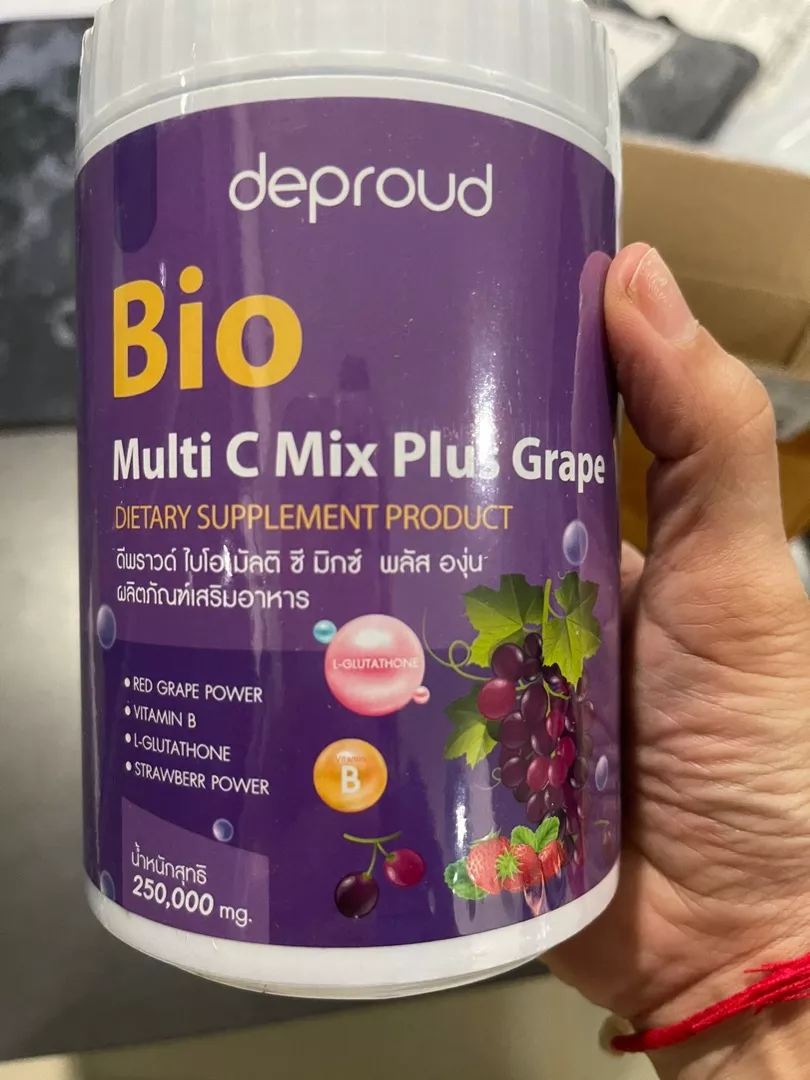 deproud
Bio
Multi C Mix Plus Grape
DIETARY SUPPLEMENT PRODUCT
ดีพราวด์ ไบโอ มัลติ ซี มิกซ์ พลัส องุ่น
ผลิตภัณฑ์เสริมอาหาร
L-GLUTATHONE
• RED GRAPE POWER
• VITAMIN B
• L-GLUTATHONE
• STRAWBERR POWER
Vitamin
B
น้ำหนักสุทธิ
250,000 mg.